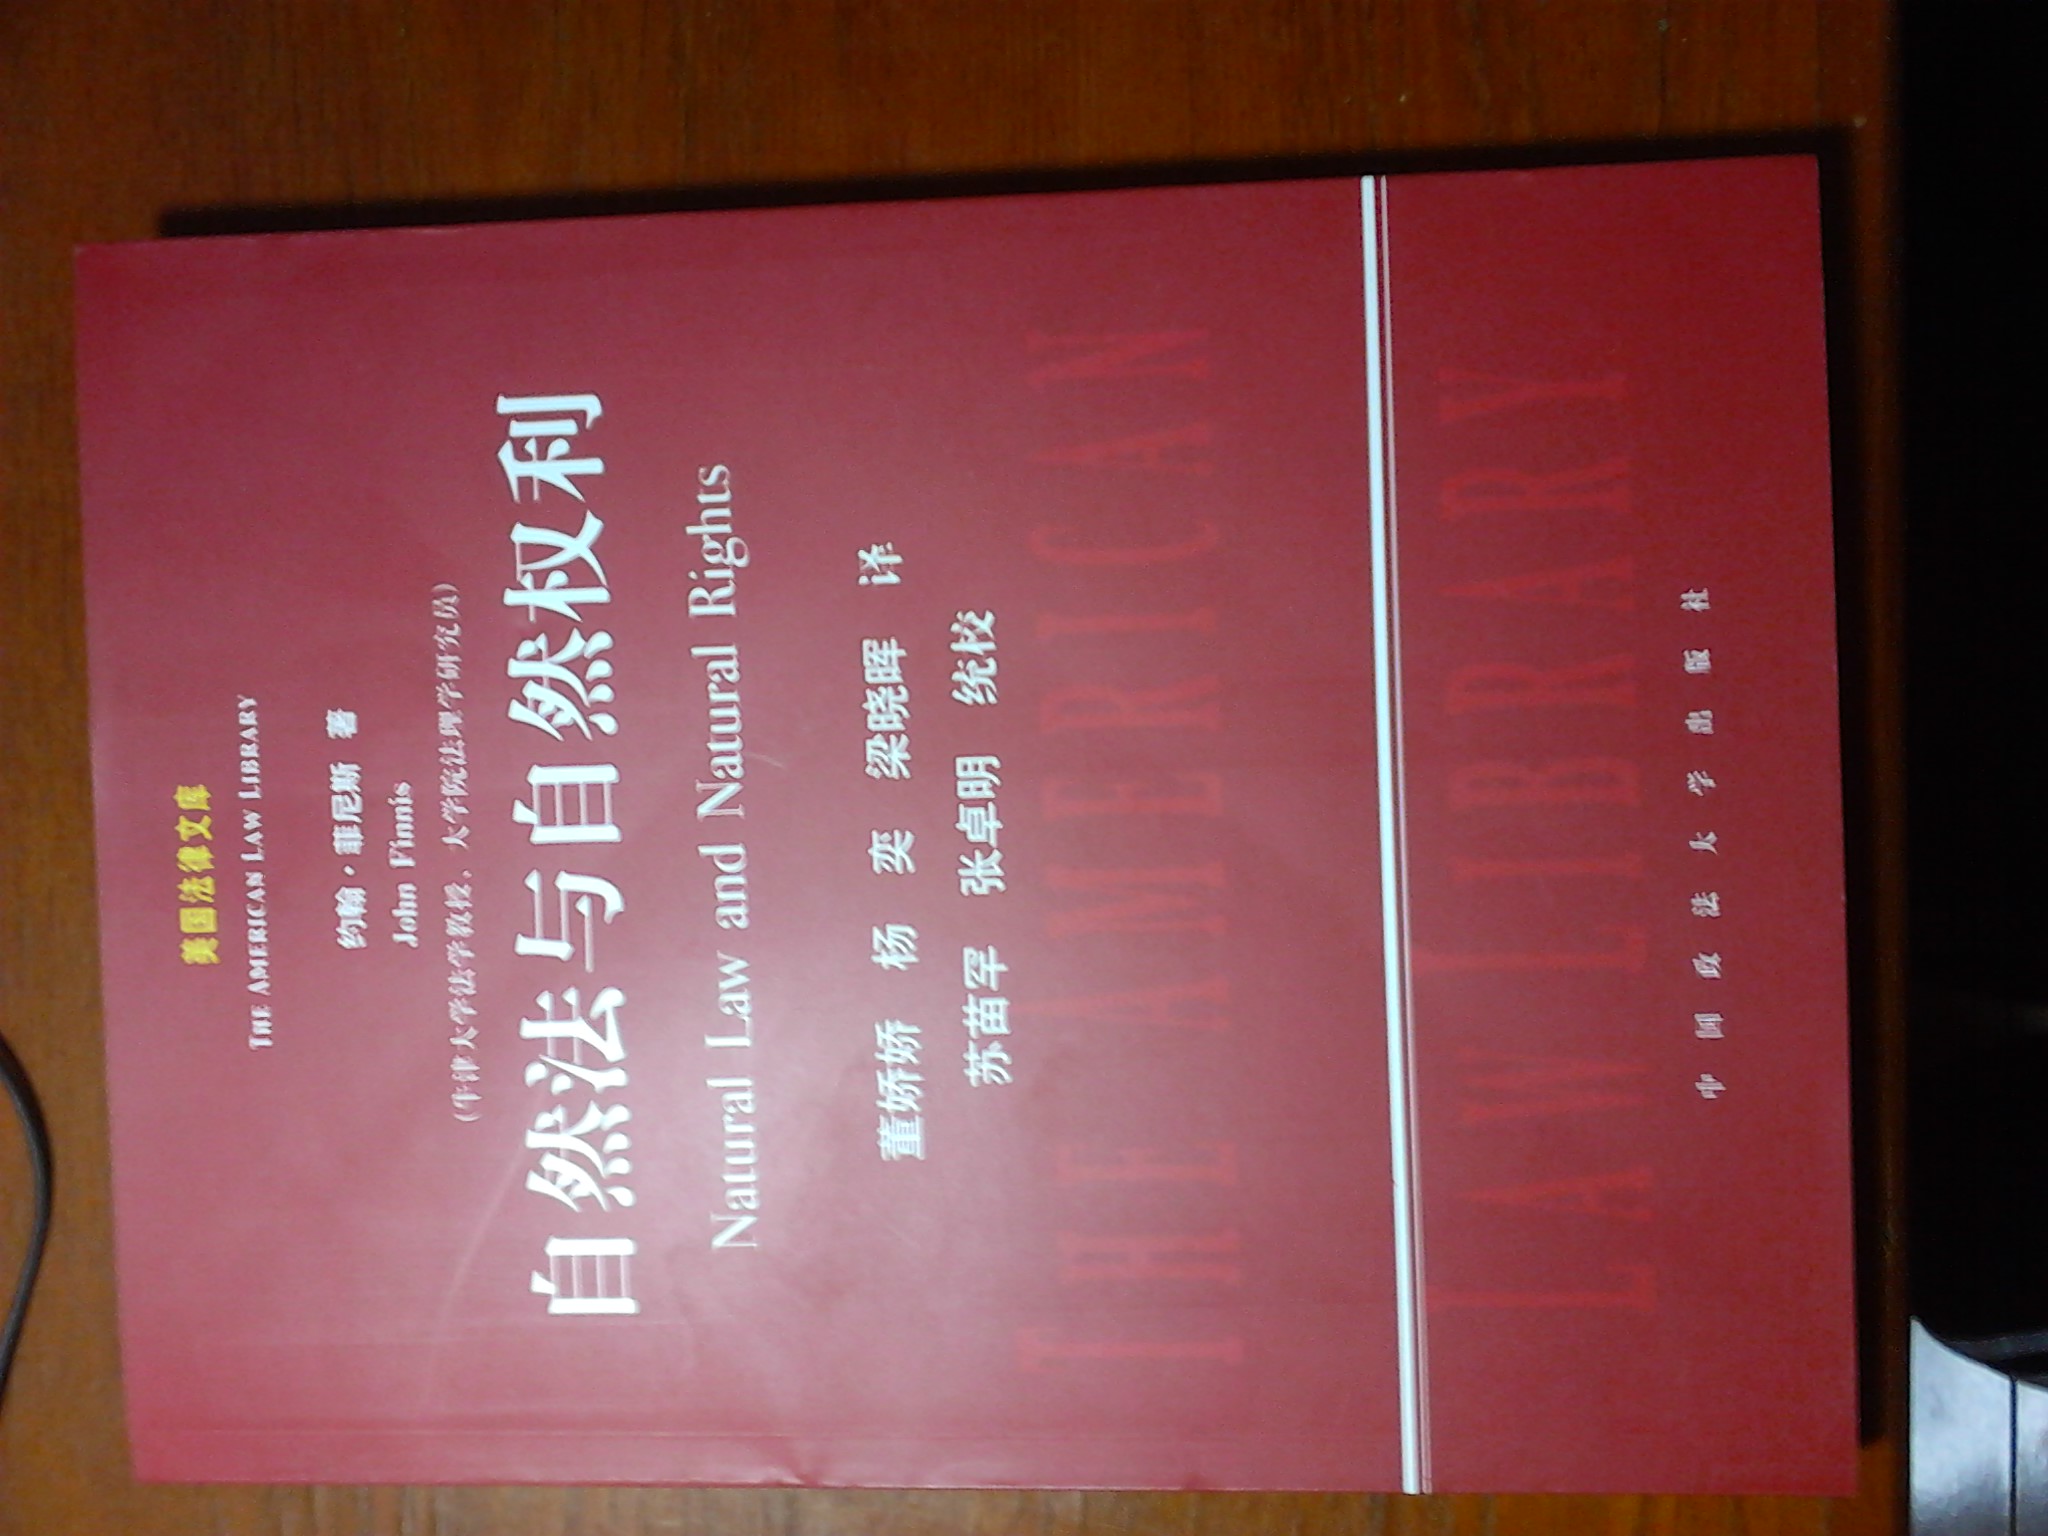 美国法律文库
THE AMERICAN LAW LIBRARY
约翰·菲尼斯 著
John Finnis
(牛津大学法学教授、大学学院法理学研究员)
自然法与自然权利
Natural Law and Natural Rights
董娇娇 杨 奕 梁晓晖 译
苏苗罕 张卓明 统校
THE AMERICAN
LAW LIBRARY
中国政法大学出版社